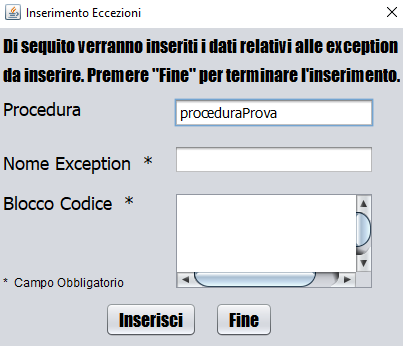 Inserimento Eccezioni
Di seguito verranno inseriti i dati relativi alle exception
da inserire. Premere "Fine" per terminare l'inserimento.
Procedura
proceduraProva
Nome Exception *
Blocco Codice *
* Campo Obbligatorio
Inserisci
Fine